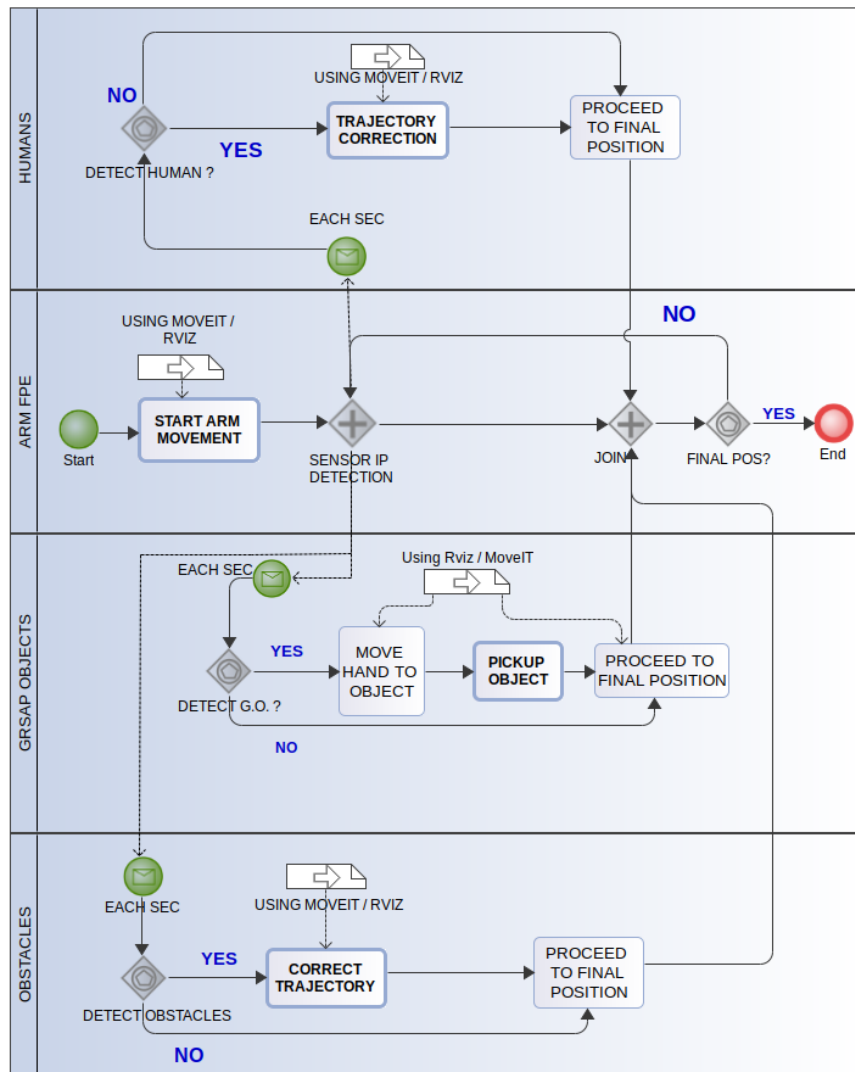 HUMANS
NO
USING MOVEIT / RVIZ
TRAJECTORY
CORRECTION
PROCEED
TO FINAL
POSITION
YES
DETECT HUMAN ?
EACH SEC
ARM FPE
USING MOVEIT /
RVIZ
NO
START ARM
MOVEMENT
Start
SENSOR IP
DETECTION
JOIN
FINAL POS?
YES
End
GRSAP OBJECTS
EACH SEC
Using Rviz / MoveIT
YES
MOVE
HAND TO
OBJECT
PICKUP
OBJECT
PROCEED TO
FINAL POSITION
DETECT G.O. ?
NO
OBSTACLES
EACH SEC
USING MOVEIT / RVIZ
YES
CORRECT
TRAJECTORY
PROCEED
TO FINAL
POSITION
DETECT OBSTACLES
NO